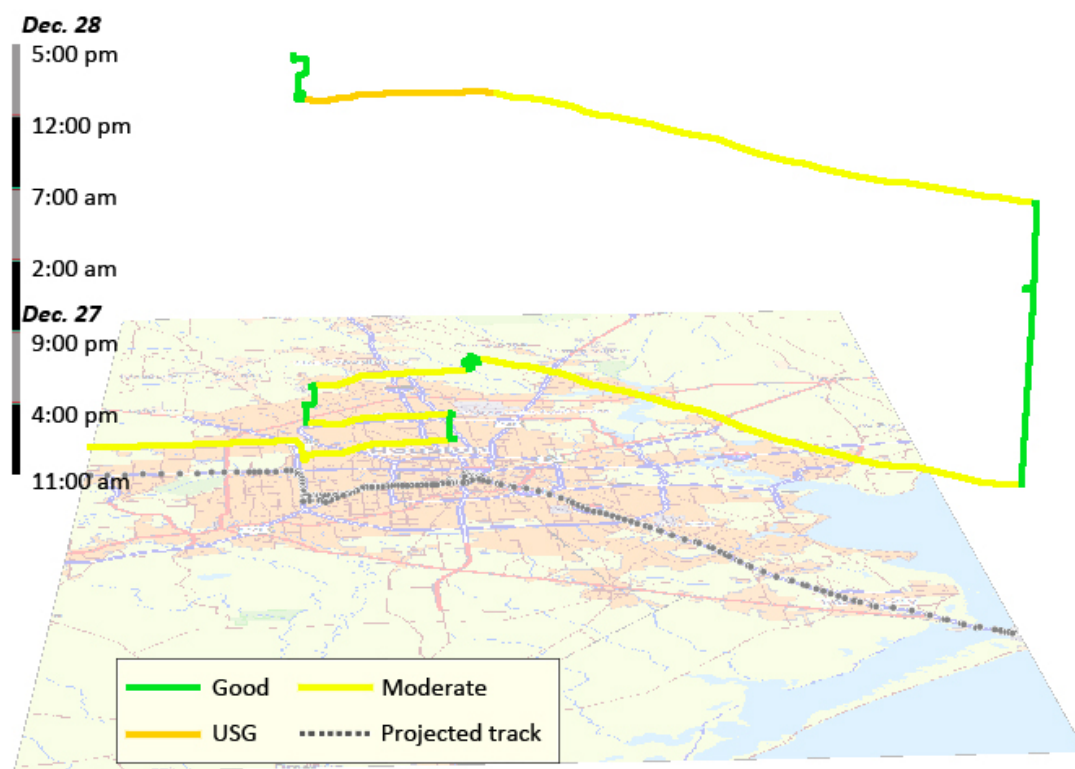 Dec. 28
5:00 pm
12:00 pm
7:00 am
2:00 am
Dec. 27
9:00 pm
4:00 pm
11:00 am
Good
Moderate
USG
Projected track